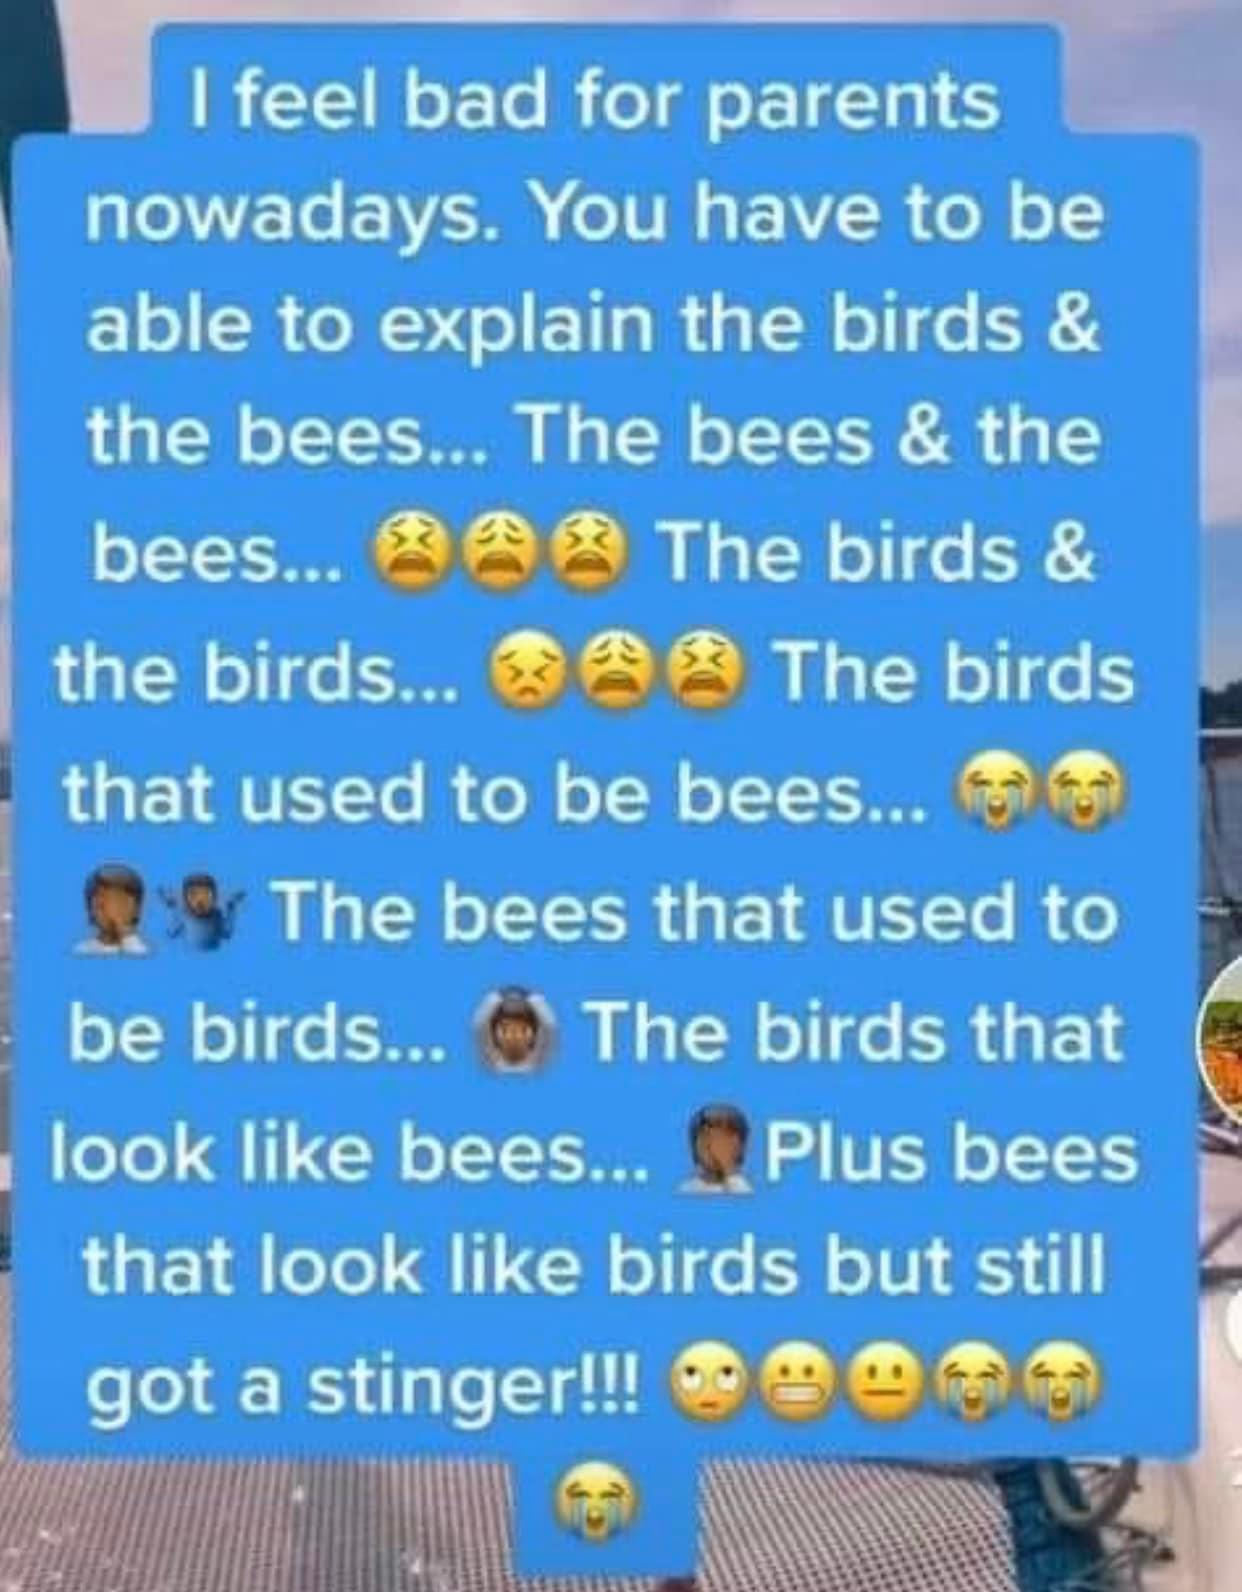 I feel bad for parents
nowadays. You have to be
able to explain the birds &
the bees... The bees & the
bees... 😫😩😫 The birds &
the birds... 😣😩😫 The birds
that used to be bees... 😭😭
🤦🏾‍♂️🤷🏾‍♂️ The bees that used to
be birds... 🙆🏾‍♂️ The birds that
look like bees... 🤦🏾‍♂️Plus bees
that look like birds but still
got a stinger!!! 🙄😬😐😭😭
😭